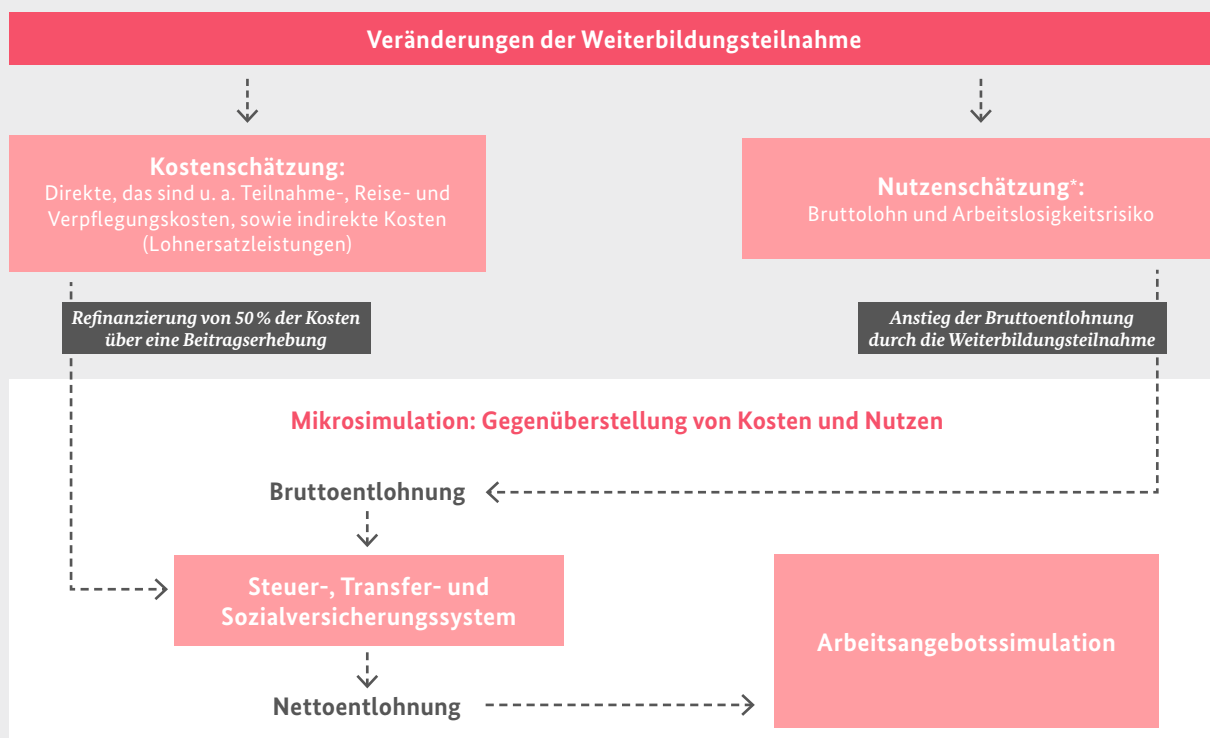 Veränderungen der Weiterbildungsteilnahme
Kostenschätzung:
Direkte, das sind u. a. Teilnahme-, Reise- und
Verpflegungskosten, sowie indirekte Kosten
(Lohnersatzleistungen)
Nutzenschätzung*:
Bruttolohn und Arbeitslosigkeitsrisiko
Refinanzierung von 50 % der Kosten
über eine Beitragserhebung
Anstieg der Bruttoentlohnung
durch die Weiterbildungsteilnahme
Mikrosimulation: Gegenüberstellung von Kosten und Nutzen
Bruttoentlohnung
Steuer-, Transfer- und
Sozialversicherungssystem
Arbeitsangebotssimulation
Nettoentlohnung